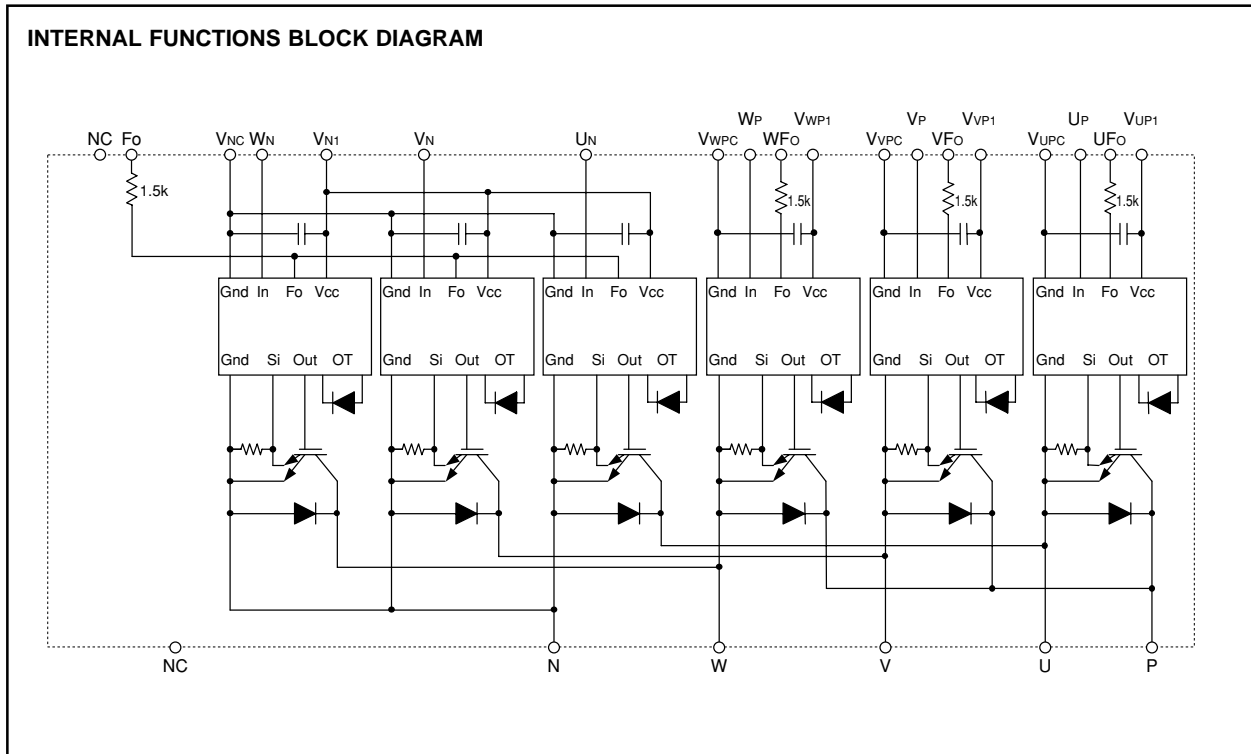 INTERNAL FUNCTIONS BLOCK DIAGRAM
WP VWP1 VP VVP1 UP VUP1
NC FO VNC WN VN1 VN UN VWPC WFO VVPC VFO VUPC UFO
1.5k 1.5k 1.5k 1.5k
Gnd In Fo Vcc Gnd In Fo Vcc Gnd In Fo Vcc Gnd In Fo Vcc Gnd In Fo Vcc Gnd In Fo Vcc
Gnd Si Out OT Gnd Si Out OT Gnd Si Out OT Gnd Si Out OT Gnd Si Out OT Gnd Si Out OT
NC N W V U P